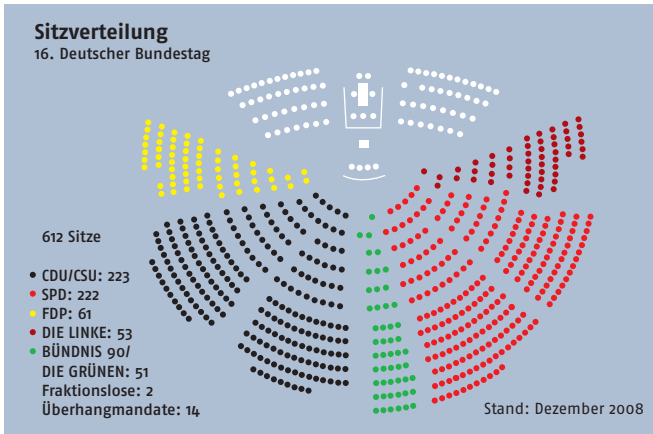 Sitzverteilung
16. Deutscher Bundestag
612 Sitze
CDU/CSU: 223
SPD: 222
FDP: 61
DIE LINKE: 53
BÜNDNIS 90/
DIE GRÜNEN: 51
Fraktionslose: 2
Überhangmandate: 14
Stand: Dezember 2008